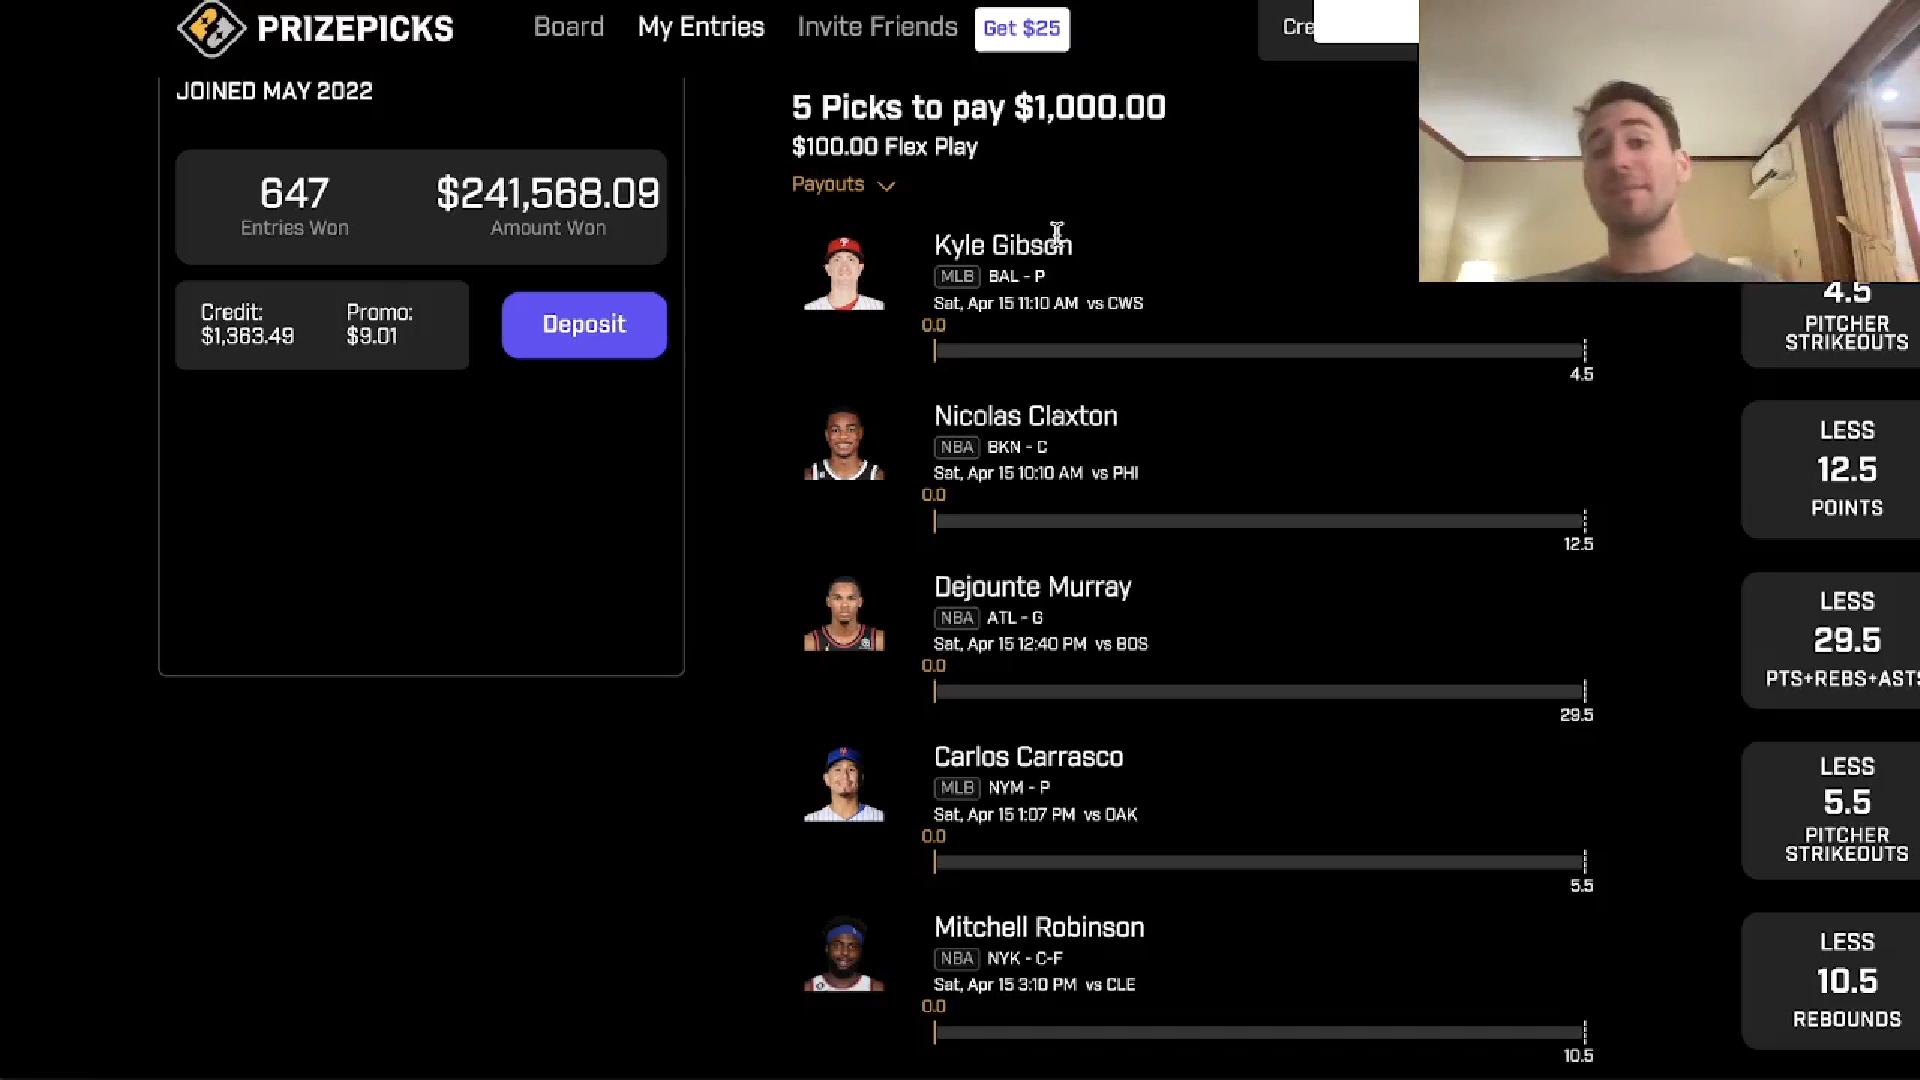 PRIZEPICKS
Board
My Entries
Invite Friends
Get $25
Cre
JOINED MAY 2022
647
Entries Won
$241,568.09
Amount Won
Credit:
$1,363.49
Promo:
$9.01
Deposit
5 Picks to pay $1,000.00
$100.00 Flex Play
Payouts
Kyle Gibson
MLB BAL - P
Sat, Apr 15 11:10 AM vs CWS
0.0
4.5
4.5
PITCHER
STRIKEOUTS
Nicolas Claxton
NBA BKN - C
Sat, Apr 15 10:10 AM vs PHI
0.0
12.5
LESS
12.5
POINTS
Dejounte Murray
NBA ATL - G
Sat, Apr 15 12:40 PM vs BOS
0.0
29.5
LESS
29.5
PTS+REBS+ASTS
Carlos Carrasco
MLB NYM - P
Sat, Apr 15 1:07 PM vs OAK
0.0
5.5
LESS
5.5
PITCHER
STRIKEOUTS
Mitchell Robinson
NBA NYK - C-F
Sat, Apr 15 3:10 PM vs CLE
0.0
10.5
LESS
10.5
REBOUNDS